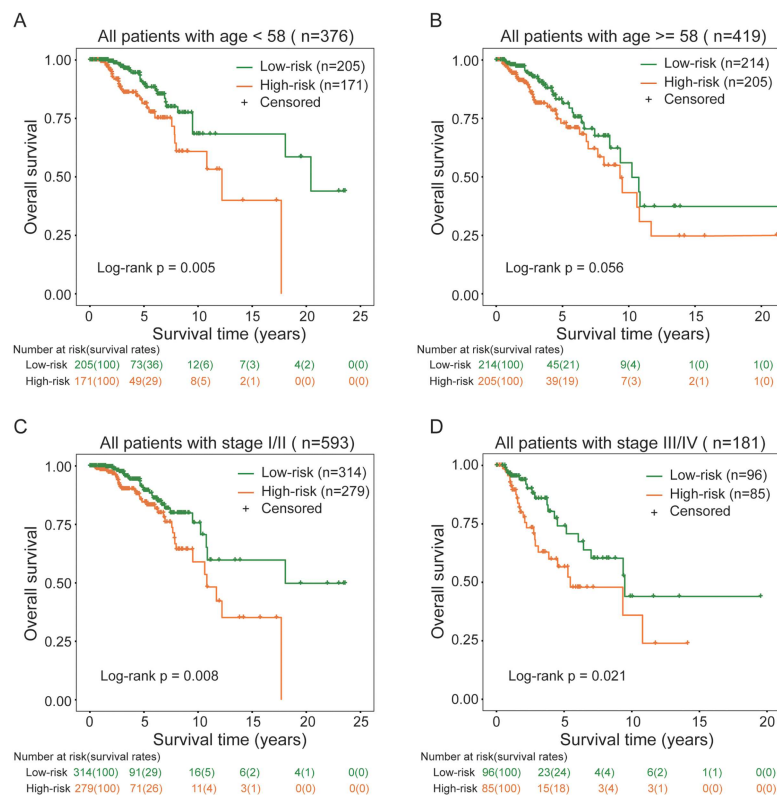 A
All patients with age < 58 ( n=376)
Low-risk (n=205)
High-risk (n=171)
+ Censored
Overall survival
1.00
0.75
0.50
0.25
0.00
Log-rank p = 0.005
0 5 10 15 20 25
Survival time (years)
Number at risk(survival rates)
Low-risk 205(100) 73(36) 12(6) 7(3) 4(2) 0(0)
High-risk 171(100) 49(29) 8(5) 2(1) 0(0) 0(0)
B
All patients with age >= 58 ( n=419)
Low-risk (n=214)
High-risk (n=205)
+ Censored
Overall survival
1.00
0.75
0.50
0.25
0.00
Log-rank p = 0.056
0 5 10 15 20
Survival time (years)
Number at risk(survival rates)
Low-risk 214(100) 45(21) 9(4) 1(0) 1(0)
High-risk 205(100) 39(19) 7(3) 2(1) 1(0)
C
All patients with stage I/II ( n=593)
Low-risk (n=314)
High-risk (n=279)
+ Censored
Overall survival
1.00
0.75
0.50
0.25
0.00
Log-rank p = 0.008
0 5 10 15 20 25
Survival time (years)
Number at risk(survival rates)
Low-risk 314(100) 91(29) 16(5) 6(2) 4(1) 0(0)
High-risk 279(100) 71(26) 11(4) 3(1) 0(0) 0(0)
D
All patients with stage III/IV ( n=181)
Low-risk (n=96)
High-risk (n=85)
+ Censored
Overall survival
1.00
0.75
0.50
0.25
0.00
Log-rank p = 0.021
0 5 10 15 20
Survival time (years)
Number at risk(survival rates)
Low-risk 96(100) 23(24) 4(4) 6(2) 1(1) 0(0)
High-risk 85(100) 15(18) 3(4) 3(1) 0(0) 0(0)